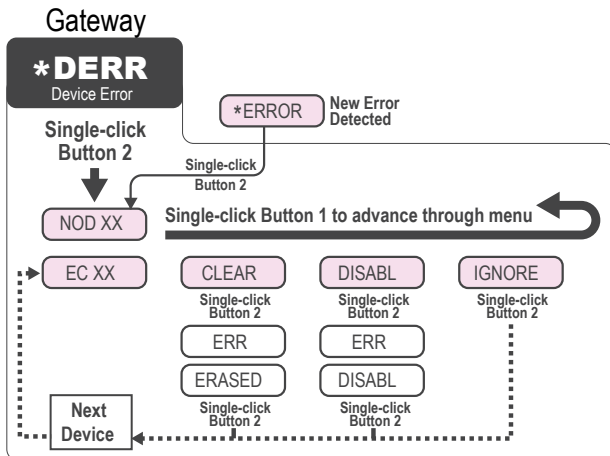 Gateway
*DERR
Device Error
*ERROR
New Error
Detected
Single-click
Button 2
Single-click
Button 2
NOD XX
Single-click Button 1 to advance through menu
EC XX
CLEAR
DISABL
IGNORE
Single-click
Button 2
Single-click
Button 2
Single-click
Button 2
ERR
ERR
ERASED
DISABL
Single-click
Button 2
Single-click
Button 2
Next
Device